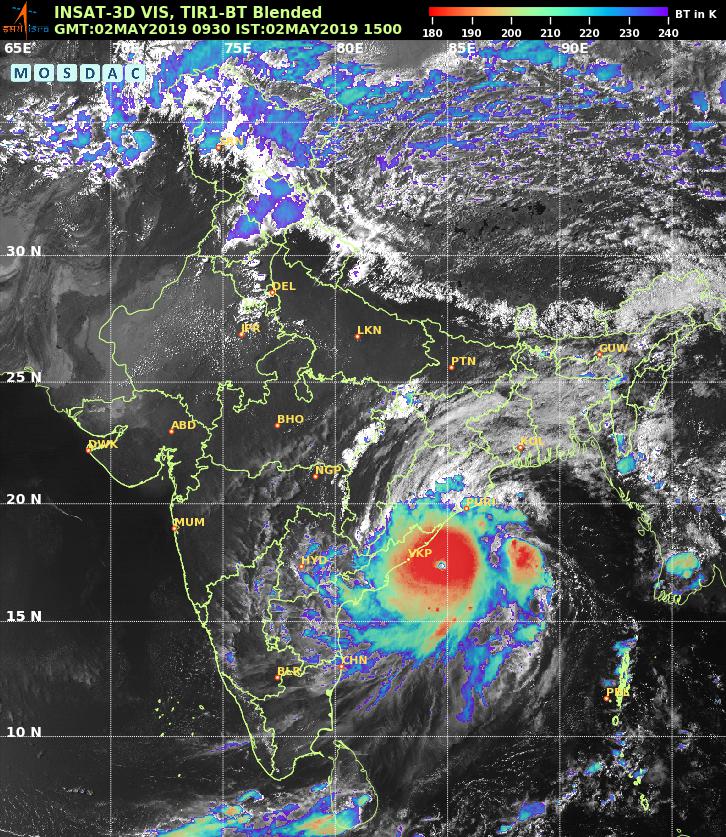 INSAT-3D VIS, TIR1-BT Blended
GMT:02MAY2019 0930 IST:02MAY2019 1500
BT in K
180 190 200 210 220 230 240
65E 70E 75E 80E 85E 90E
MOSDAC
SRN
30 N
DEL
JPR
LKN
GUW
PTN
25 N
ABD
BHO
DWK
KOL
NGP
20 N
PURI
MUM
VKP
HYD
15 N
CHN
BLR
PBL
10 N